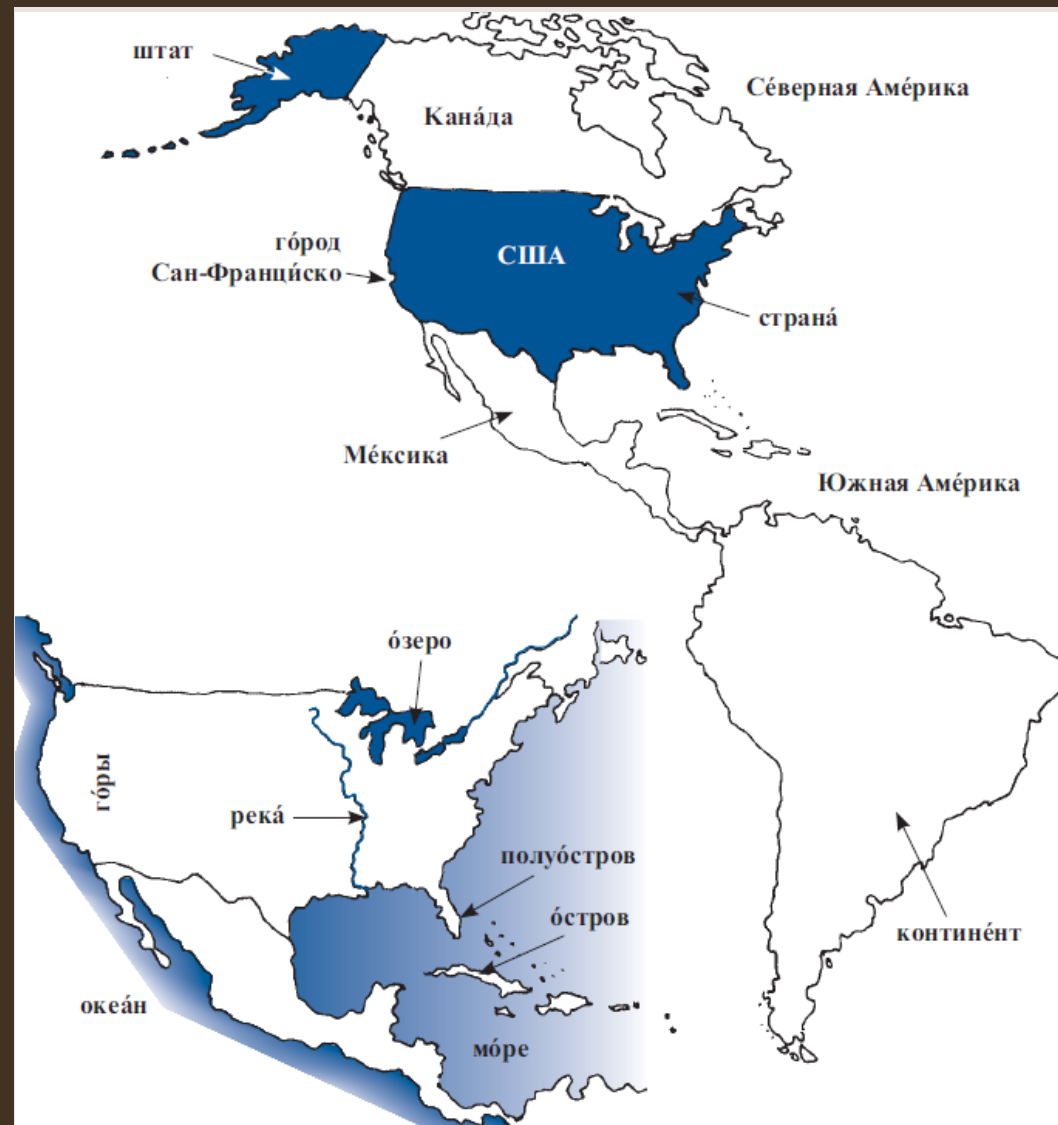 штат
Се́верная Аме́рика
Кана́да
го́род
Сан-Франци́ско
США
страна́
Ме́ксика
Ю́жная Аме́рика
о́зеро
го́ры
река́
полуо́стров
о́стров
контине́нт
океа́н
мо́ре